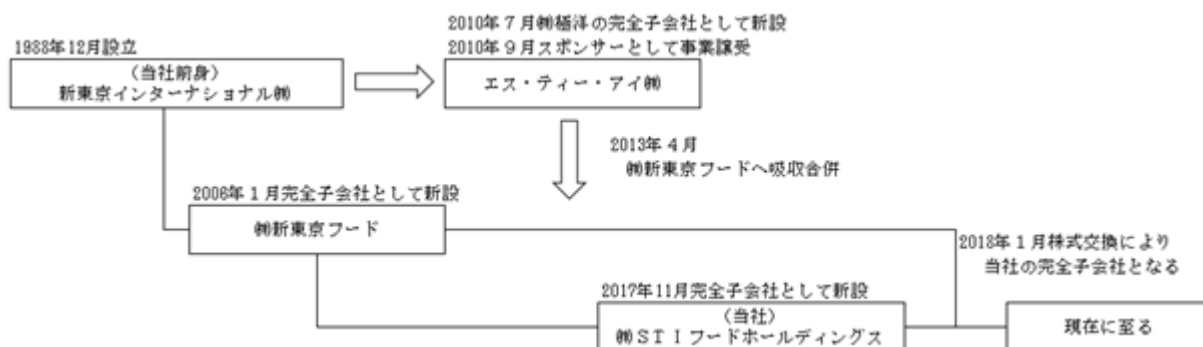 2010年7月㈱極洋の完全子会社として新設
1988年12月設立
2010年9月スポンサーとして事業譲受
(当社前身)
新東京インターナショナル㈱
エス・ティー・アイ㈱
2013年4月
㈱新東京フードへ吸収合併
2006年1月完全子会社として新設
㈱新東京フード
2018年1月株式交換により
当社の完全子会社となる
2017年11月完全子会社として新設
(当社)
㈱STIフードホールディングス
現在に至る